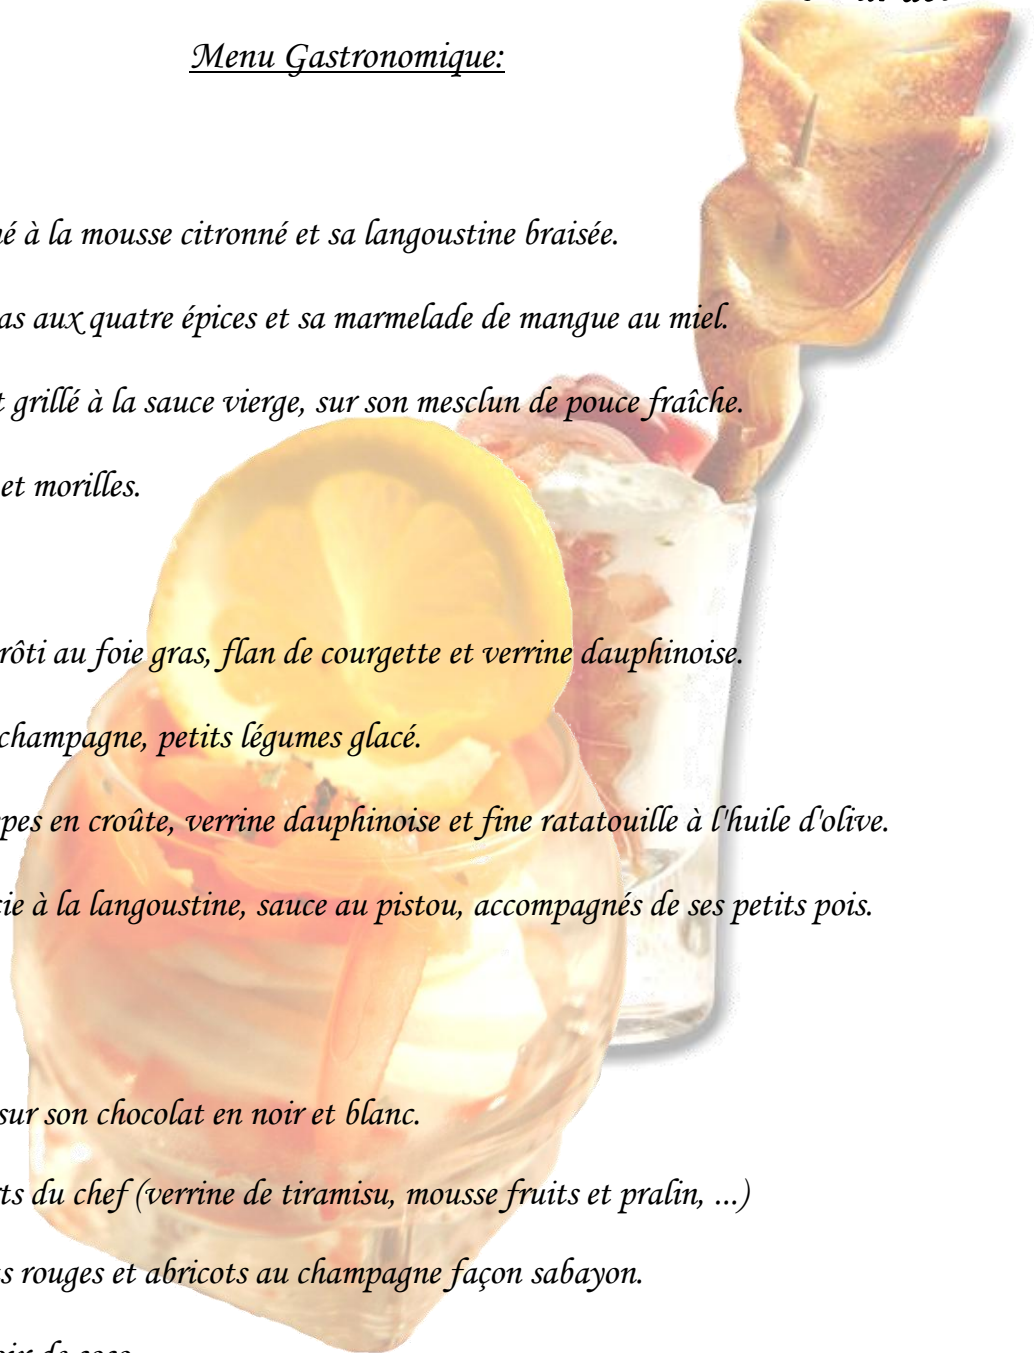 Menu Gastronomique:
à la mousse citronné et sa langoustine braisée.
aux quatre épices et sa marmelade de mangue au miel.
grillé à la sauce vierge, sur son mesclun de pouce fraîche.
et morilles.
rôti au foie gras, flan de courgette et verrine dauphinoise.
champagne, petits légumes glacé.
en croûte, verrine dauphinoise et fine ratatouille à l'huile d'olive.
à la langoustine, sauce au pistou, accompagnés de ses petits pois.
sur son chocolat en noir et blanc.
du chef (verrine de tiramisu, mousse fruits et pralin, ...)
rouges et abricots au champagne façon sabayon.